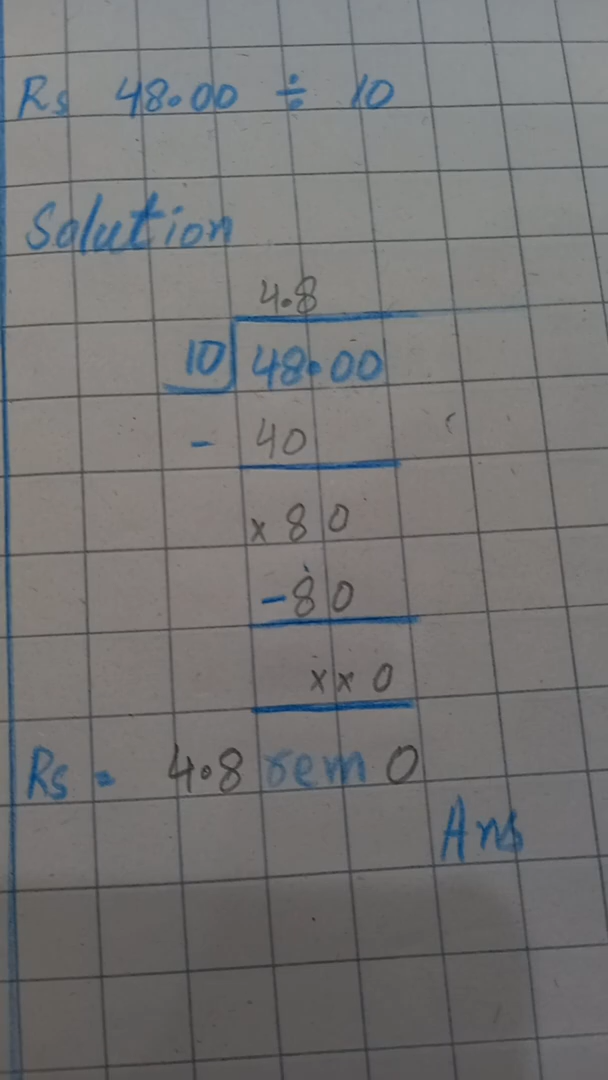 Rs 48.00 ÷ 10
Solution
4.8
10 48.00
- 40
x 8 0
- 8 0
x x 0
Rs = 4.8 rem 0
Ans